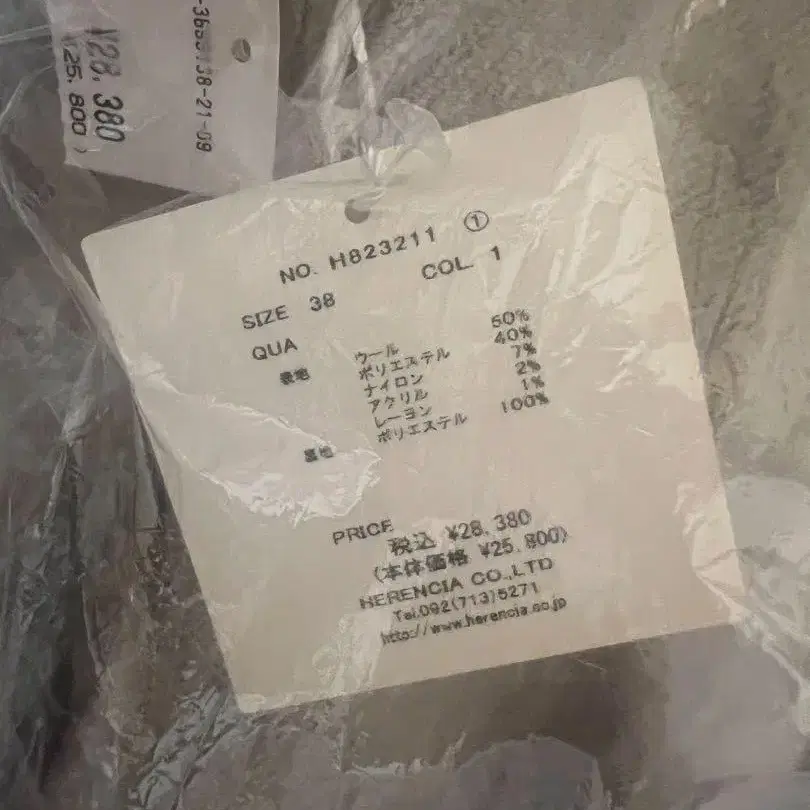 ¥28,380
¥25,800)
-21-09
NO. H823211 ①
SIZE 38 COL. 1
QUA
表地 ウール 50%
ポリエステル 40%
ナイロン 7%
アクリル 2%
レーヨン 1%
裏地 ポリエステル 100%
PRICE
税込 ¥28,380
(本体価格 ¥25,800)
HERENCIA CO.,LTD
Tel.092(713)5271
http://www.herencia.co.jp